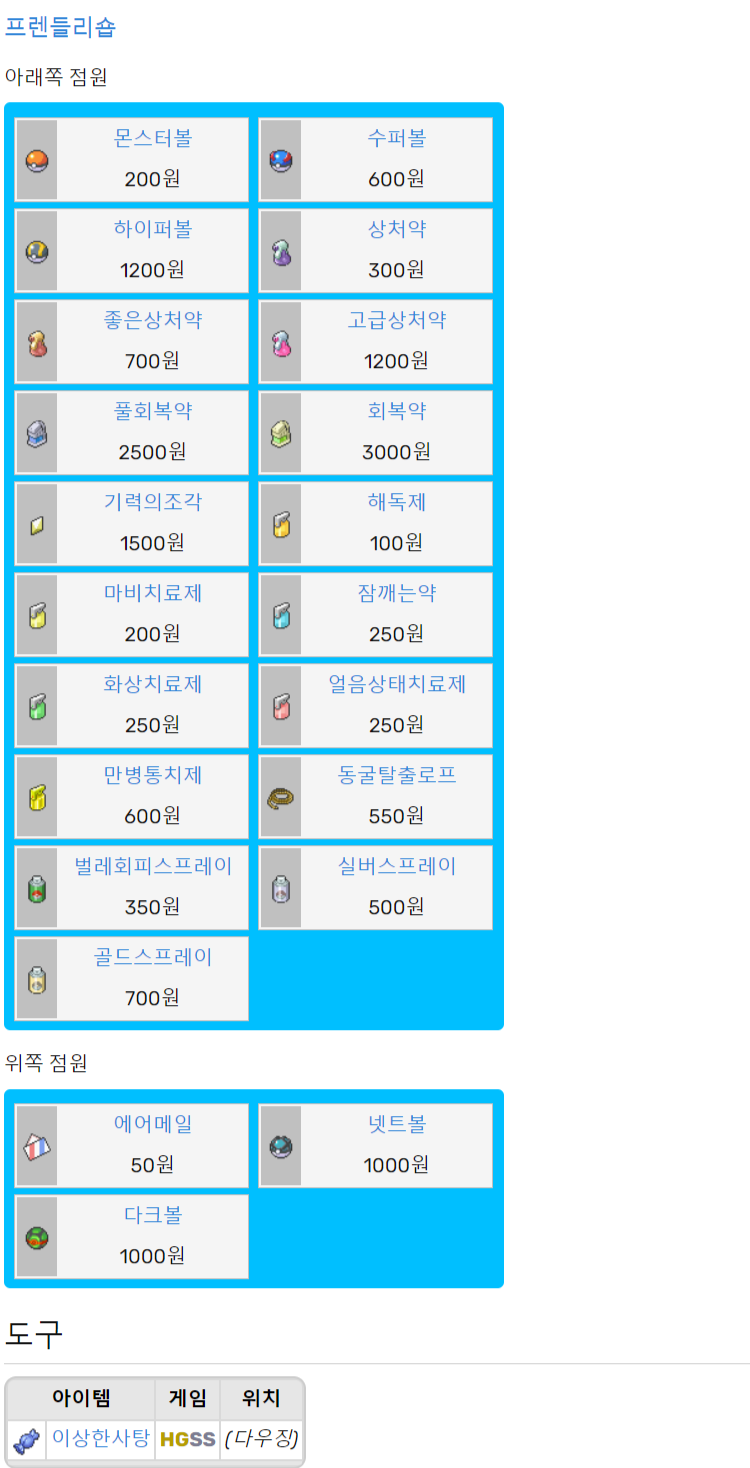 프렌들리숍
아래쪽 점원
몬스터볼
200원
수퍼볼
600원
하이퍼볼
1200원
상처약
300원
좋은상처약
700원
고급상처약
1200원
풀회복약
2500원
회복약
3000원
기력의조각
1500원
해독제
100원
마비치료제
200원
잠깨는약
250원
화상치료제
250원
얼음상태치료제
250원
만병통치제
600원
동굴탈출로프
550원
벌레회피스프레이
350원
실버스프레이
500원
골드스프레이
700원
위쪽 점원
에어메일
50원
넷트볼
1000원
다크볼
1000원
도구
아이템 게임 위치
이상한사탕 HGSS (다우징)